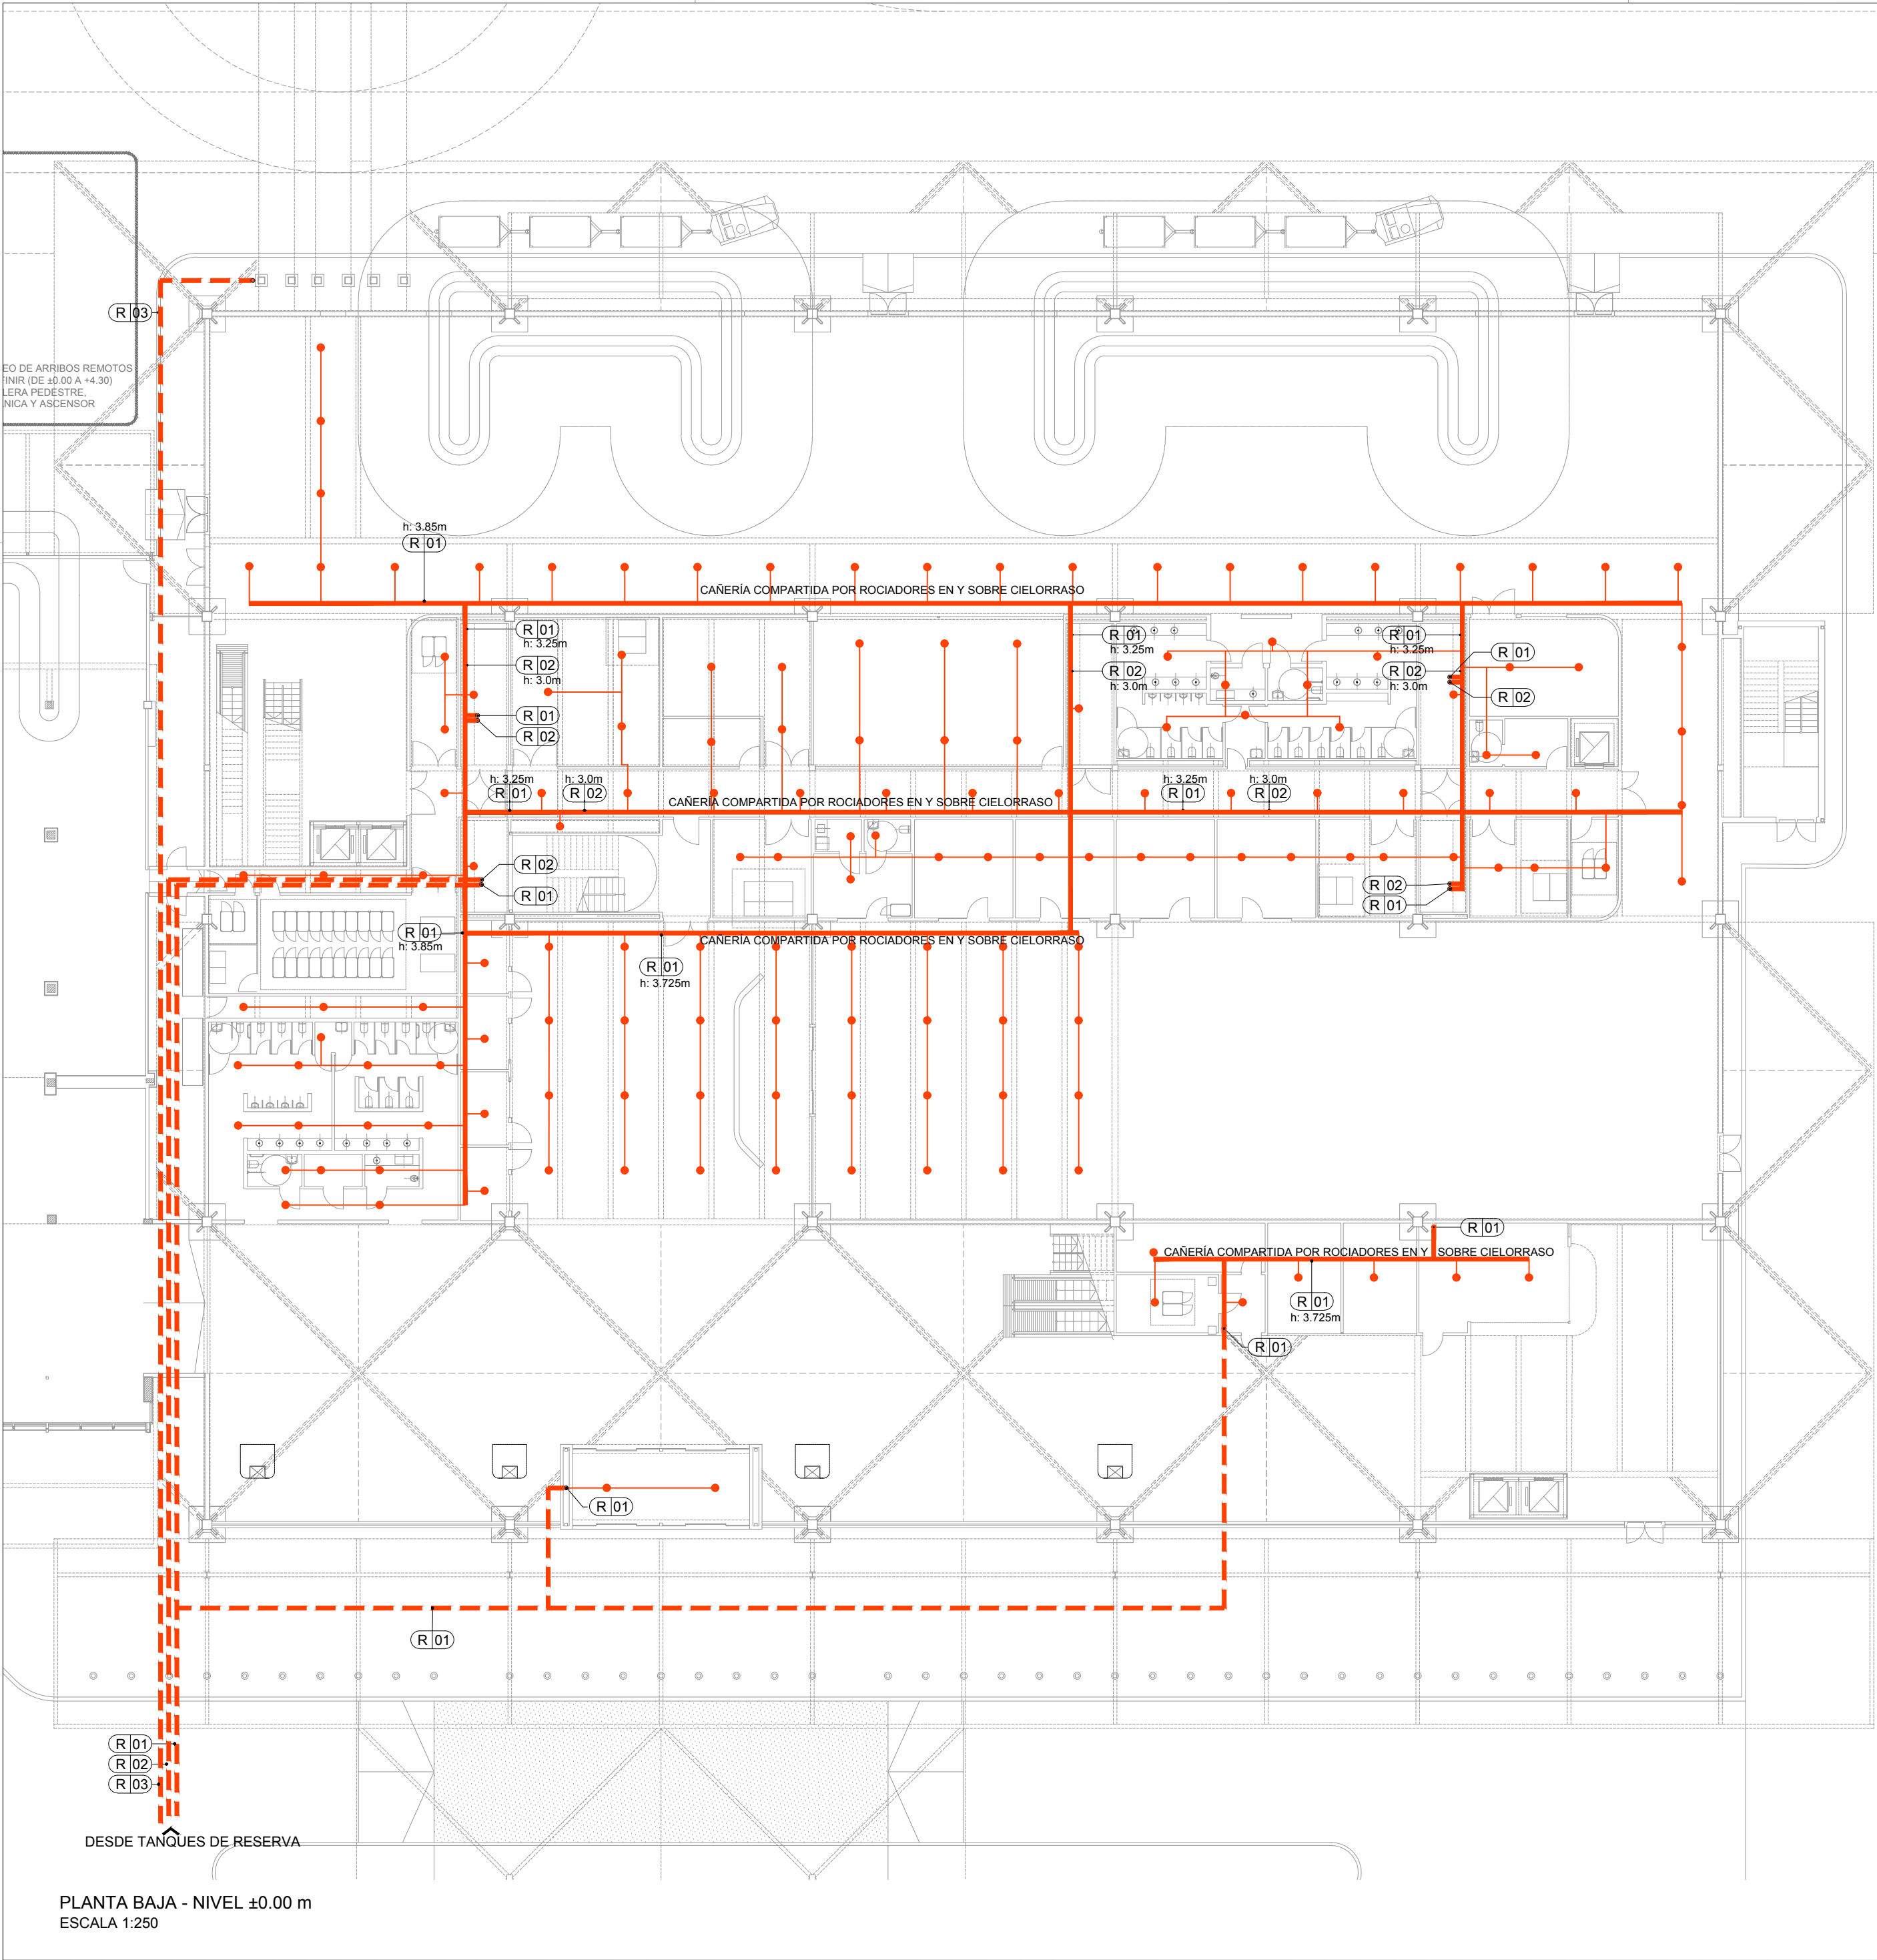 R 03
EO DE ARRIBOS REMOTOS
FINIR (DE ±0.00 A +4.30)
LERA PEDESTRE,
NICA Y ASCENSOR
h: 3.85m
R 01
CAÑERÍA COMPARTIDA POR ROCIADORES EN Y SOBRE CIELORRASO
R 01
h: 3.25m
R 02
h: 3.0m
R 01
R 02
R 01
h: 3.25m
R 02
h: 3.0m
R 01
h: 3.25m
R 02
h: 3.0m
R 01
R 02
h: 3.25m
R 01
h: 3.0m
R 02
CAÑERÍA COMPARTIDA POR ROCIADORES EN Y SOBRE CIELORRASO
h: 3.25m
R 01
h: 3.0m
R 02
R 02
R 01
R 02
R 01
R 01
h: 3.85m
CAÑERÍA COMPARTIDA POR ROCIADORES EN Y SOBRE CIELORRASO
R 01
h: 3.725m
R 01
CAÑERÍA COMPARTIDA POR ROCIADORES EN Y SOBRE CIELORRASO
R 01
h: 3.725m
R 01
R 01
R 01
R 01
R 02
R 03
DESDE TANQUES DE RESERVA
PLANTA BAJA - NIVEL ±0.00 m
ESCALA 1:250